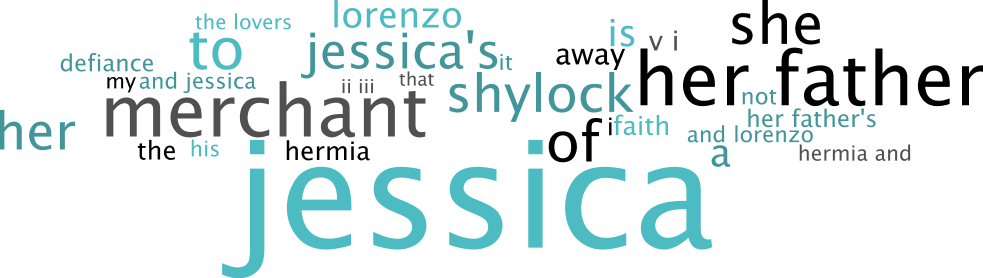 the lovers
lorenzo
she
to
jessica's
is
v i
defiance
it
away
her father
my
and jessica
ii iii
that
merchant
shylock
not
her
i
faith
her father's
and lorenzo
the
his
hermia
of
a
hermia and
jessica